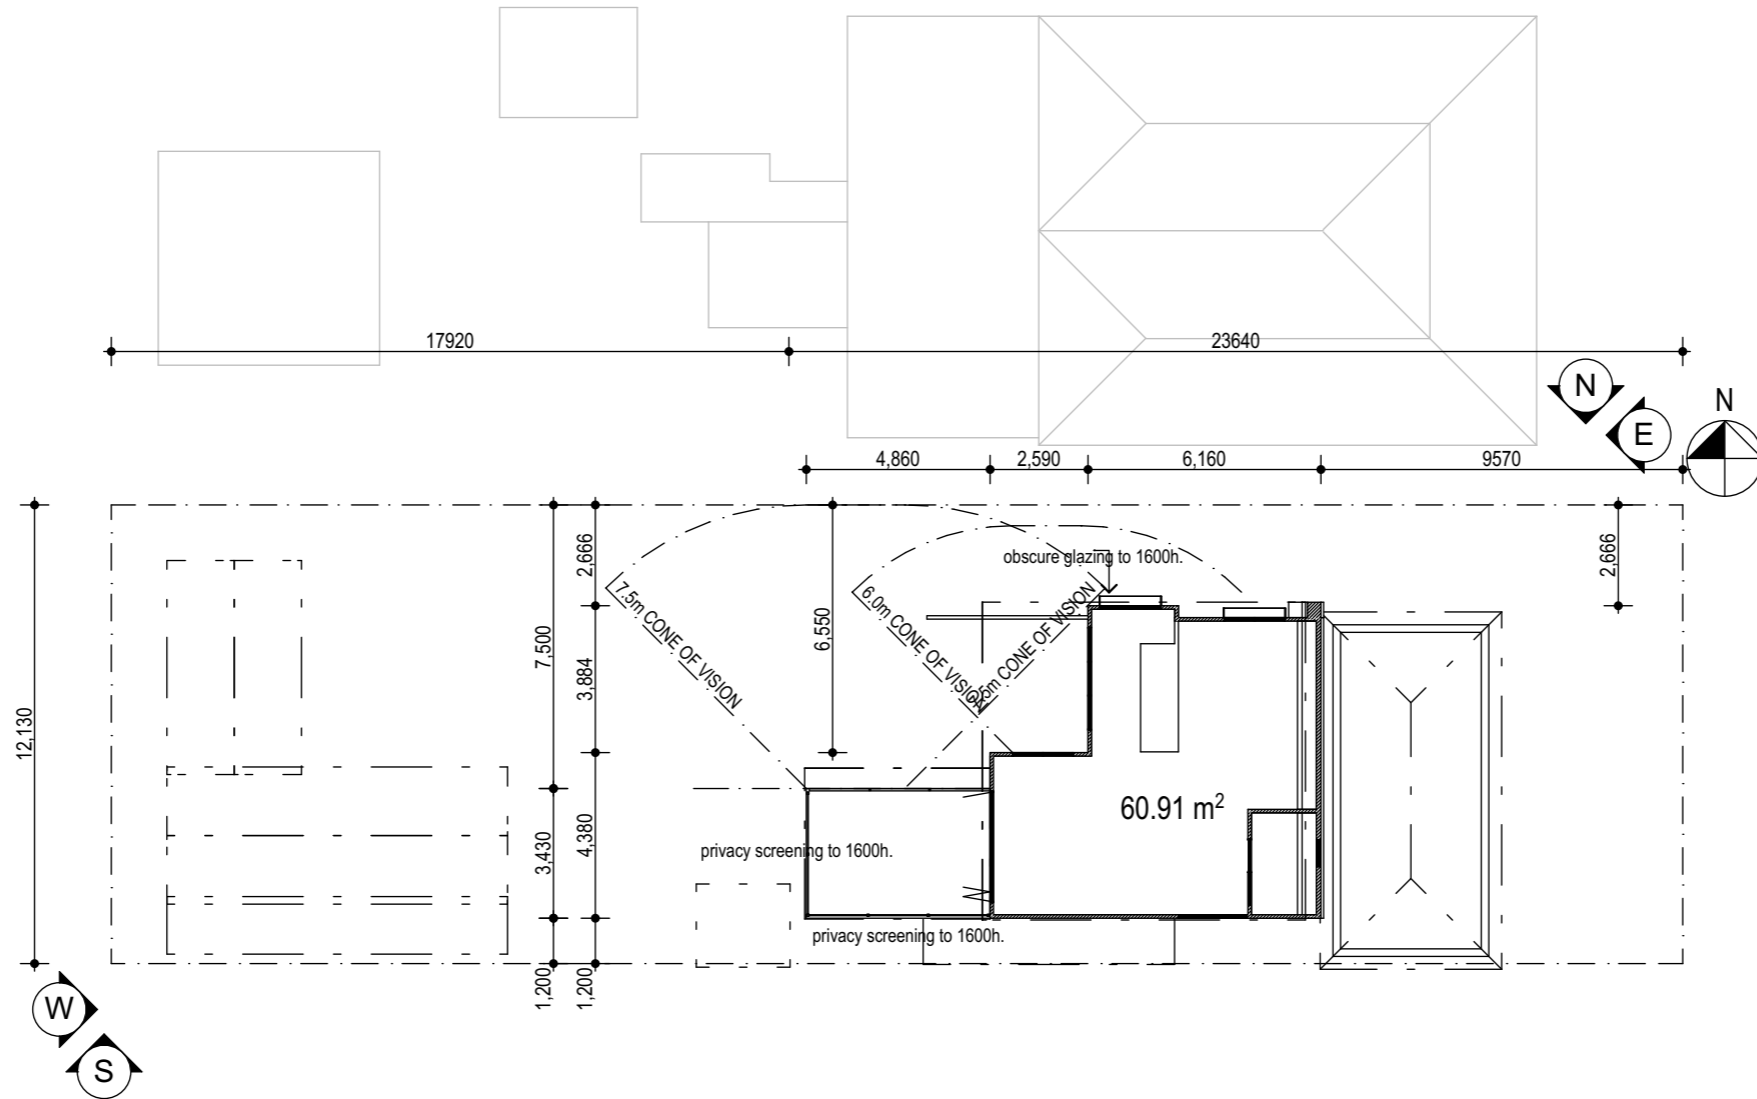 17920
23640
N
E
N
4,860
2,590
6,160
9570
12,130
7,500
3,430
1,200
2,666
3,884
4,380
1,200
6,550
2,666
obscure glazing to 1600h.
7.5m CONE OF VISION
6.0m CONE OF VISION
CONE OF VISION
60.91 m²
privacy screening to 1600h.
privacy screening to 1600h.
W
S